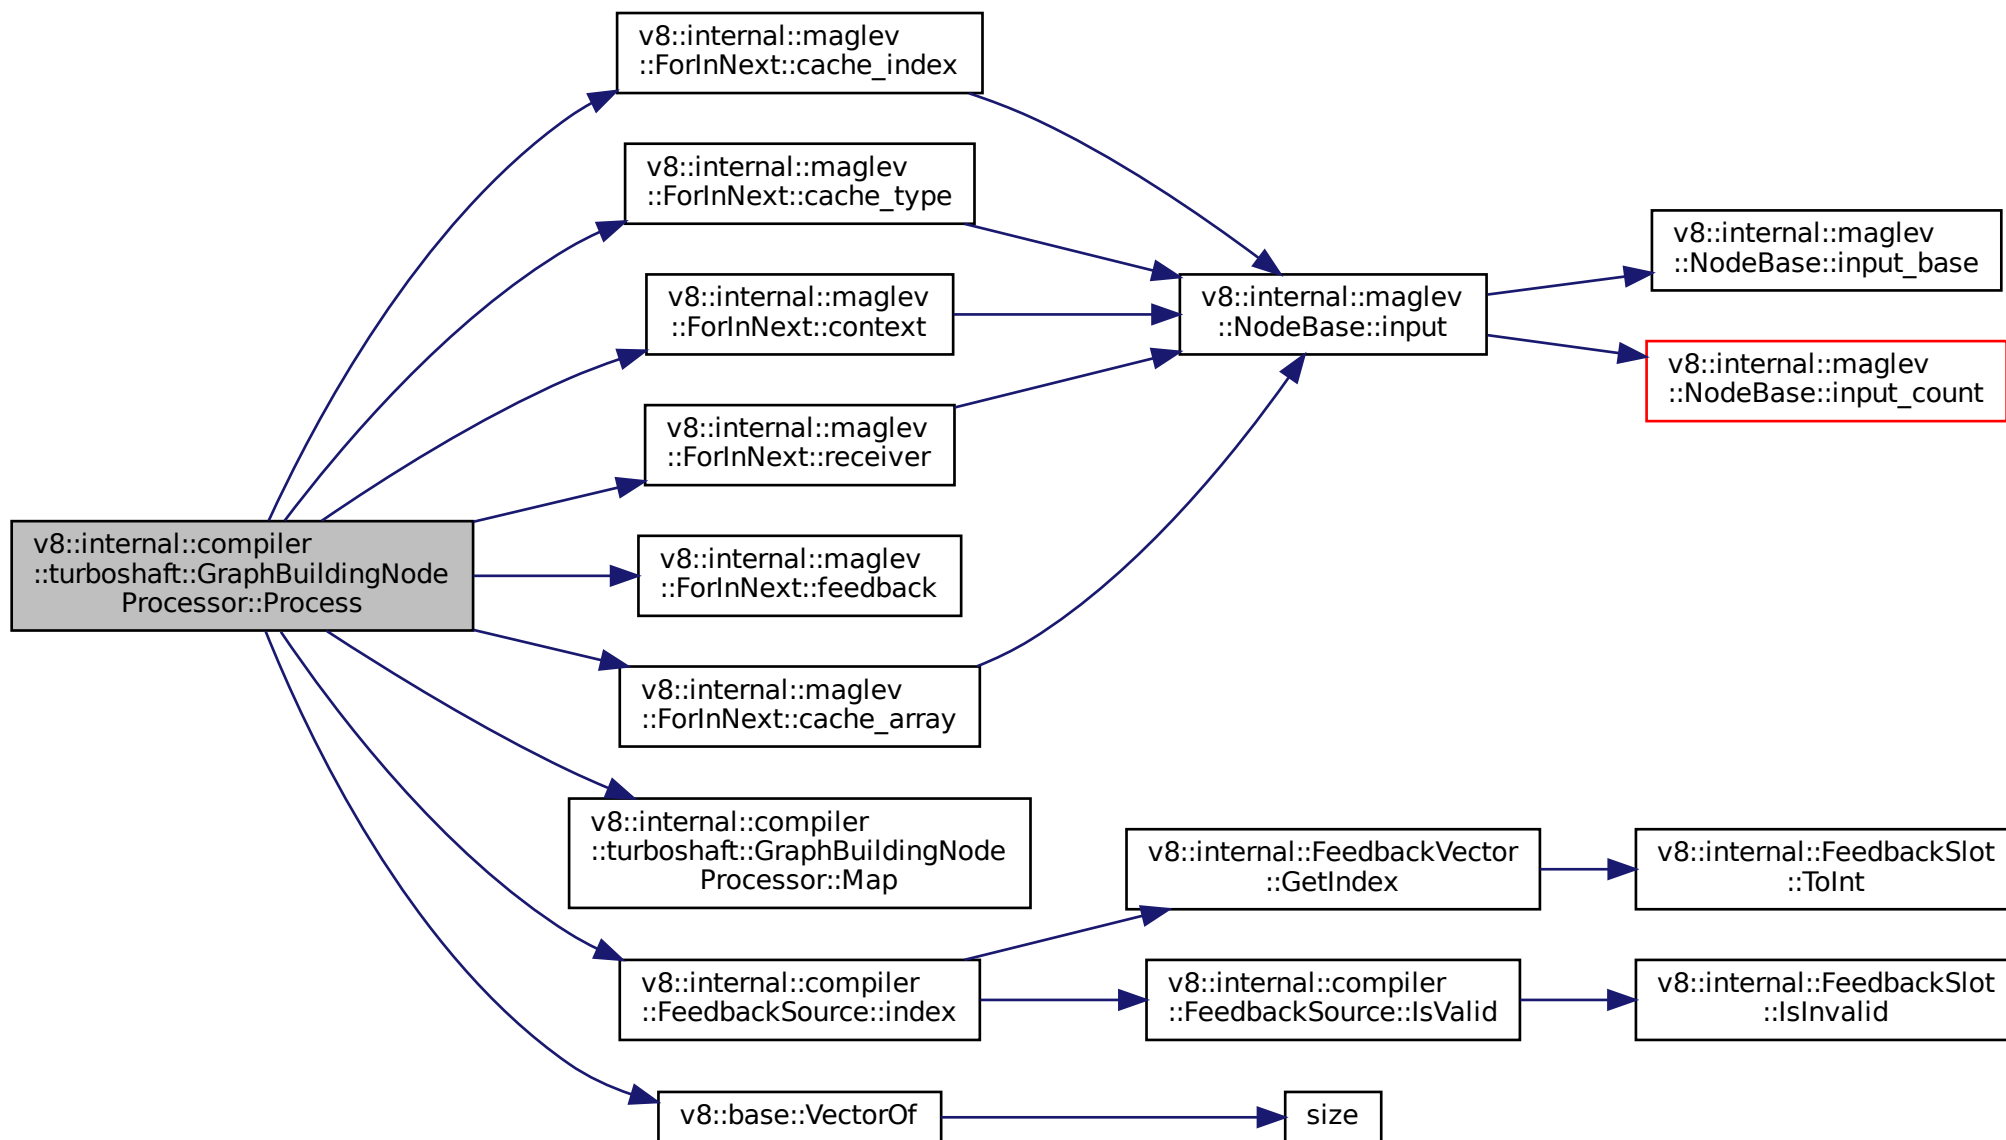 v8::internal::maglev
::ForInNext::cache_index
v8::internal::maglev
::ForInNext::cache_type
v8::internal::maglev
::ForInNext::context
v8::internal::maglev
::ForInNext::receiver
v8::internal::compiler
::turboshaft::GraphBuildingNode
Processor::Process
v8::internal::maglev
::ForInNext::feedback
v8::internal::maglev
::ForInNext::cache_array
v8::internal::compiler
::turboshaft::GraphBuildingNode
Processor::Map
v8::internal::compiler
::FeedbackSource::index
v8::base::VectorOf
v8::internal::maglev
::NodeBase::input
v8::internal::maglev
::NodeBase::input_base
v8::internal::maglev
::NodeBase::input_count
v8::internal::FeedbackVector
::GetIndex
v8::internal::FeedbackSlot
::ToInt
v8::internal::compiler
::FeedbackSource::IsValid
v8::internal::FeedbackSlot
::IsInvalid
size